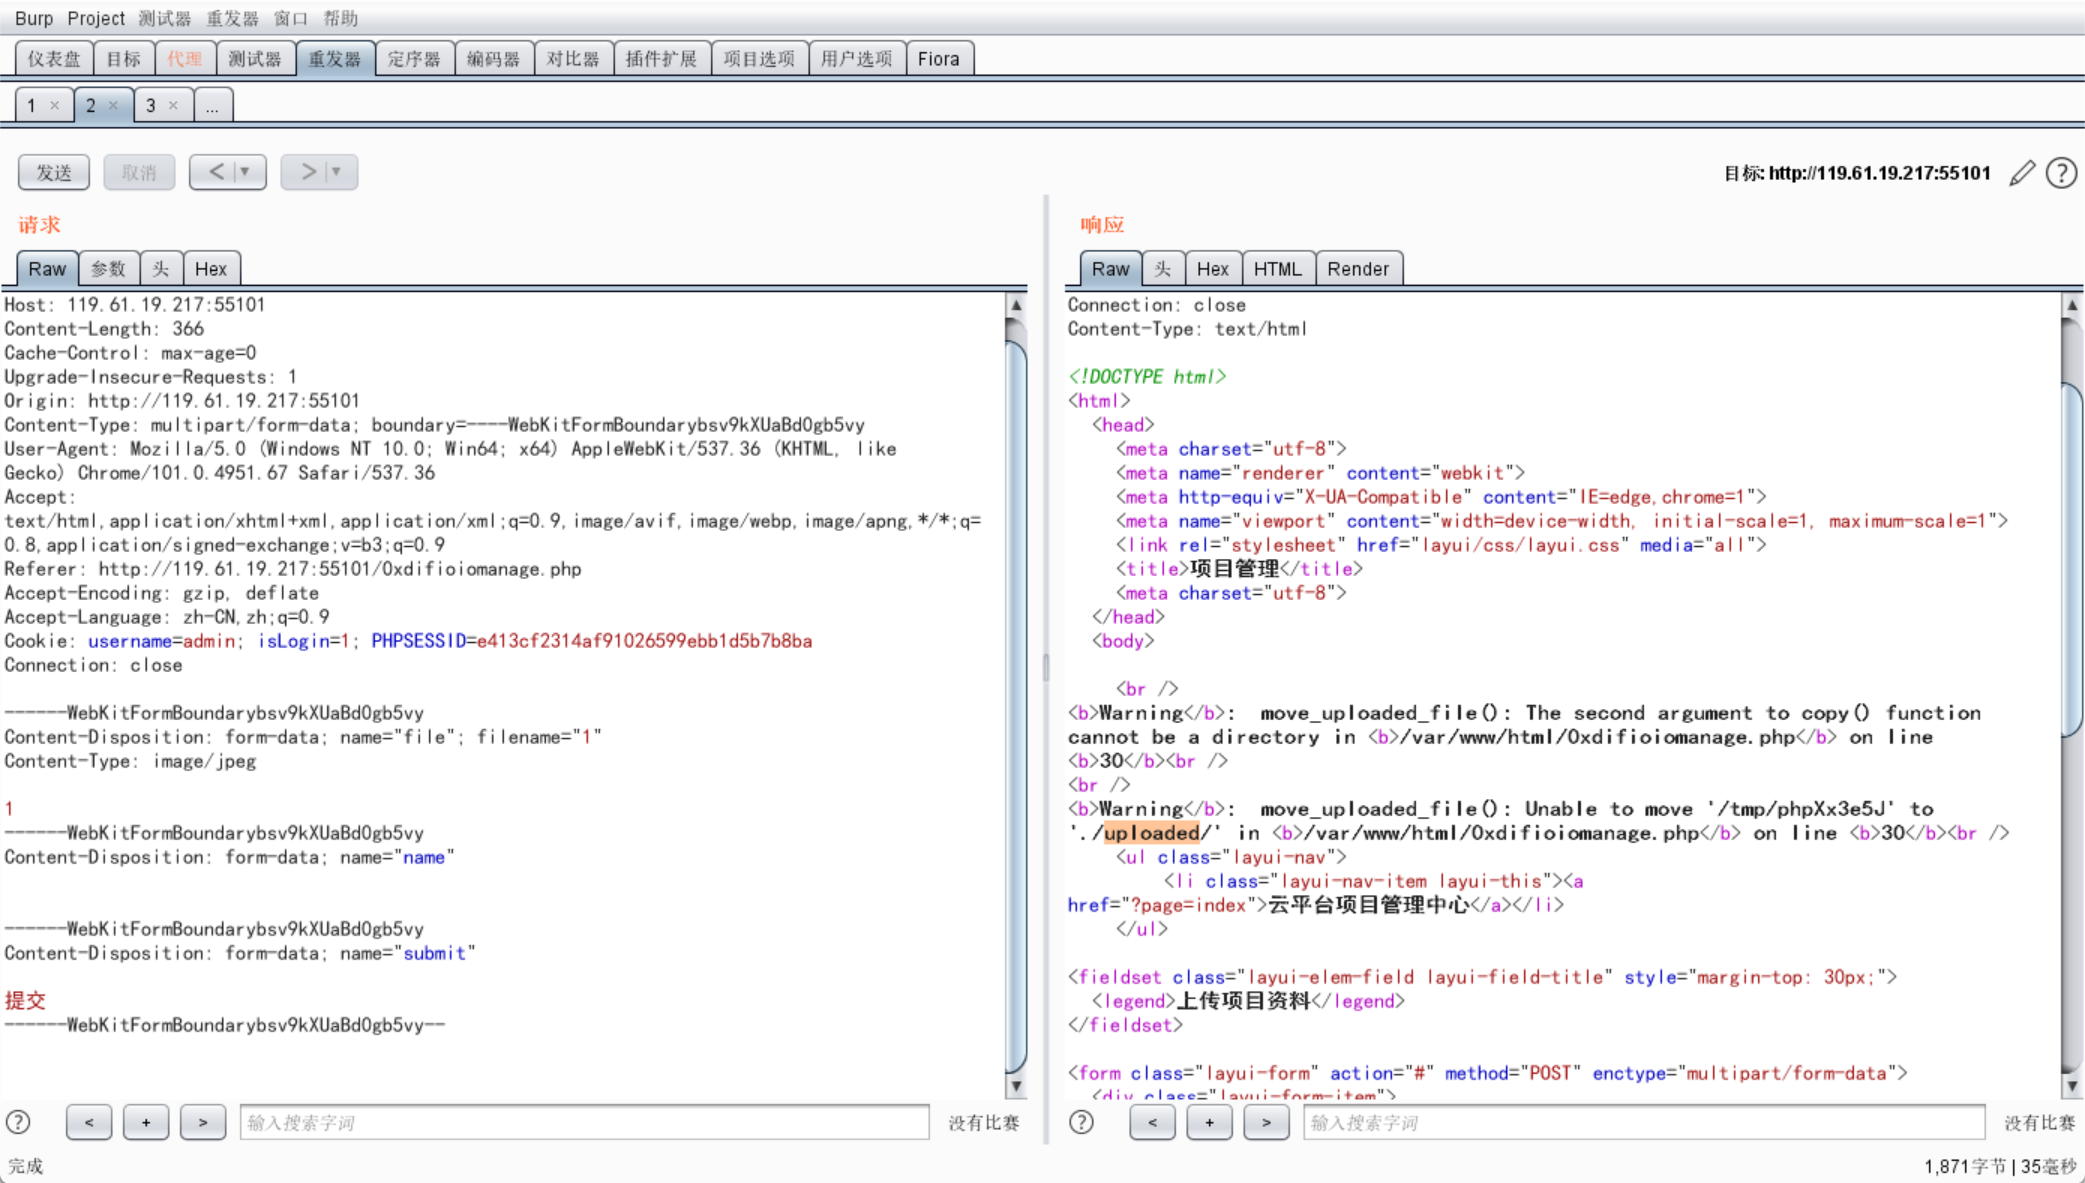 Burp Project 测试器 重发器 窗口 帮助
仪表盘 目标 代理 测试器 重发器 定序器 编码器 对比器 插件扩展 项目选项 用户选项 Fiora
1 × 2 × 3 × ...
发送 取消 < ▼ > ▼ 目标: http://119.61.19.217:55101 ?
请求
Raw 参数 头 Hex
Host: 119.61.19.217:55101
Content-Length: 366
Cache-Control: max-age=0
Upgrade-Insecure-Requests: 1
Origin: http://119.61.19.217:55101
Content-Type: multipart/form-data; boundary=----WebKitFormBoundarybsv9kXUaBd0gb5vy
User-Agent: Mozilla/5.0 (Windows NT 10.0; Win64; x64) AppleWebKit/537.36 (KHTML, like
Gecko) Chrome/101.0.4951.67 Safari/537.36
Accept:
text/html,application/xhtml+xml,application/xml;q=0.9,image/avif,image/webp,image/apng,*/*;q=
0.8,application/signed-exchange;v=b3;q=0.9
Referer: http://119.61.19.217:55101/0xdifioiomanage.php
Accept-Encoding: gzip, deflate
Accept-Language: zh-CN,zh;q=0.9
Cookie: username=admin; isLogin=1; PHPSESSID=e413cf2314af91026599ebb1d5b7b8ba
Connection: close
------WebKitFormBoundarybsv9kXUaBd0gb5vy
Content-Disposition: form-data; name="file"; filename="1"
Content-Type: image/jpeg
1
------WebKitFormBoundarybsv9kXUaBd0gb5vy
Content-Disposition: form-data; name="name"
------WebKitFormBoundarybsv9kXUaBd0gb5vy
Content-Disposition: form-data; name="submit"
提交
------WebKitFormBoundarybsv9kXUaBd0gb5vy--
? < + > 输入搜索字词 没有比赛
响应
Raw 头 Hex HTML Render
Connection: close
Content-Type: text/html
<!DOCTYPE html>
<html>
<head>
<meta charset="utf-8">
<meta name="renderer" content="webkit">
<meta http-equiv="X-UA-Compatible" content="IE=edge,chrome=1">
<meta name="viewport" content="width=device-width, initial-scale=1, maximum-scale=1">
<link rel="stylesheet" href="layui/css/layui.css" media="all">
<title>项目管理</title>
<meta charset="utf-8">
</head>
<body>
<br />
<b>Warning</b>:  move_uploaded_file(): The second argument to copy() function
cannot be a directory in <b>/var/www/html/0xdifioiomanage.php</b> on line
<b>30</b><br />
<br />
<b>Warning</b>:  move_uploaded_file(): Unable to move '/tmp/phpXx3e5J' to
'./uploaded/' in <b>/var/www/html/0xdifioiomanage.php</b> on line <b>30</b><br />
<ul class="layui-nav">
<li class="layui-nav-item layui-this"><a
href="?page=index">云平台项目管理中心</a></li>
</ul>
<fieldset class="layui-elem-field layui-field-title" style="margin-top: 30px;">
<legend>上传项目资料</legend>
</fieldset>
<form class="layui-form" action="#" method="POST" enctype="multipart/form-data">
<div class="layui-form-item">
? < + > 输入搜索字词 没有比赛
完成 1,871字节 | 35毫秒